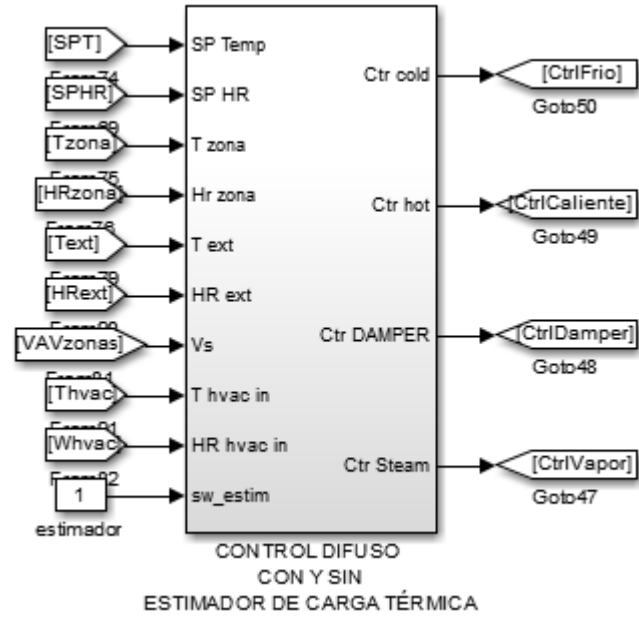 [SPT]
SP Temp
[SPHR]
SP HR
[Tzona]
T zona
[HRzona]
Hr zona
[Text]
T ext
[HRext]
HR ext
[VAVzonas]
Vs
[Thvac]
T hvac in
[Whvac]
HR hvac in
1
sw_estim
estimador
Ctr cold
[CtrlFrio]
Goto50
Ctr hot
[CtrlCaliente]
Goto49
Ctr DAMPER
[CtrlDamper]
Goto48
Ctr Steam
[CtrlVapor]
Goto47
CONTROL DIFUSO
CON Y SIN
ESTIMADOR DE CARGA TÉRMICA